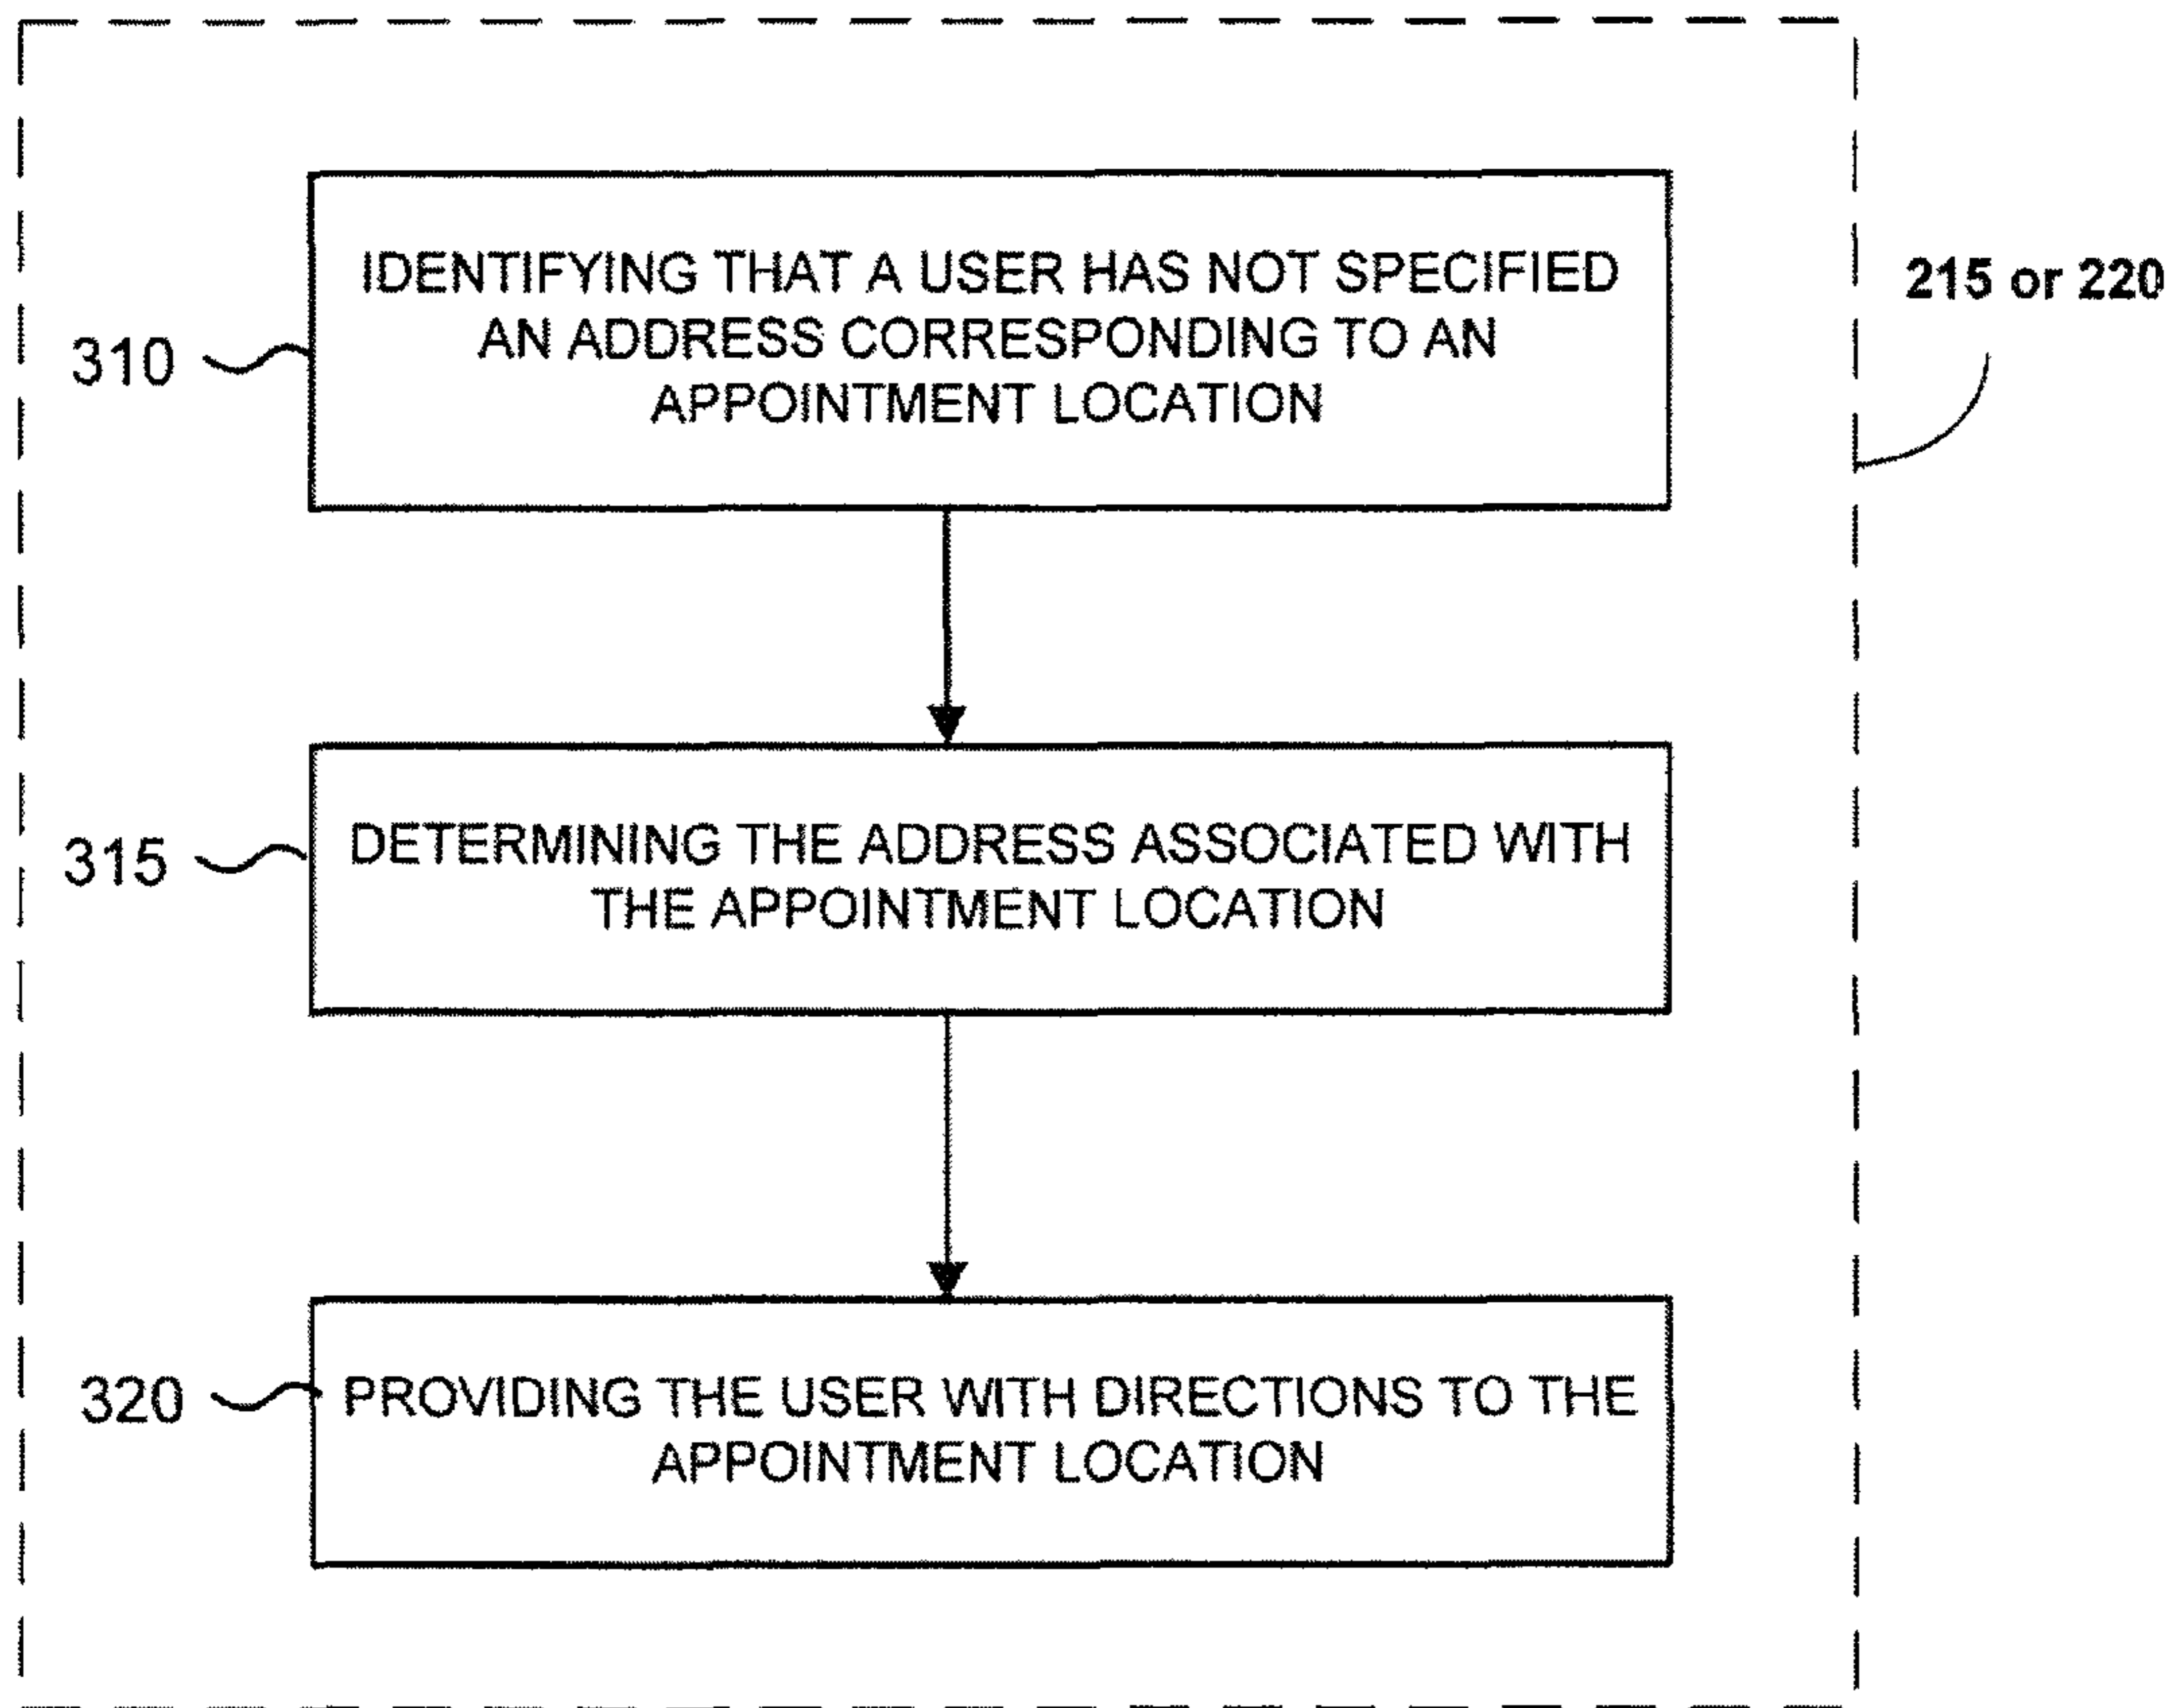 IDENTIFYING THAT A USER HAS NOT SPECIFIED
AN ADDRESS CORRESPONDING TO AN
APPOINTMENT LOCATION
310
215 or 220
DETERMINING THE ADDRESS ASSOCIATED WITH
THE APPOINTMENT LOCATION
315
PROVIDING THE USER WITH DIRECTIONS TO THE
APPOINTMENT LOCATION
320